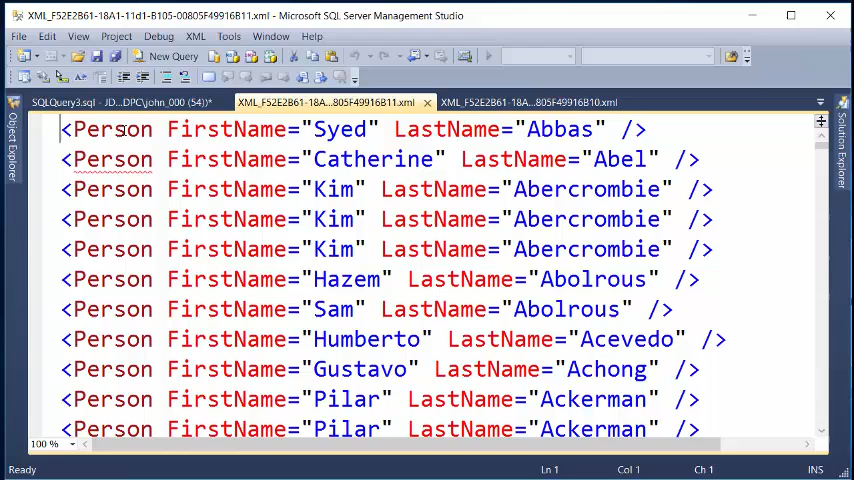 XML_F52E2B61-18A1-11d1-B105-00805F49916B11.xml - Microsoft SQL Server Management Studio
File Edit View Project Debug XML Tools Window Help
New Query
SQLQuery3.sql - JD...DPC\john_000 (54))* XML_F52E2B61-18A...805F49916B11.xml XML_F52E2B61-18A...805F49916B10.xml
Object Explorer
Solution Explorer
<Person FirstName="Syed" LastName="Abbas" />
<Person FirstName="Catherine" LastName="Abel" />
<Person FirstName="Kim" LastName="Abercrombie" />
<Person FirstName="Kim" LastName="Abercrombie" />
<Person FirstName="Kim" LastName="Abercrombie" />
<Person FirstName="Hazem" LastName="Abolrous" />
<Person FirstName="Sam" LastName="Abolrous" />
<Person FirstName="Humberto" LastName="Acevedo" />
<Person FirstName="Gustavo" LastName="Achong" />
<Person FirstName="Pilar" LastName="Ackerman" />
<Person FirstName="Pilar" LastName="Ackerman" />
100 %
Ready Ln 1 Col 1 Ch 1 INS